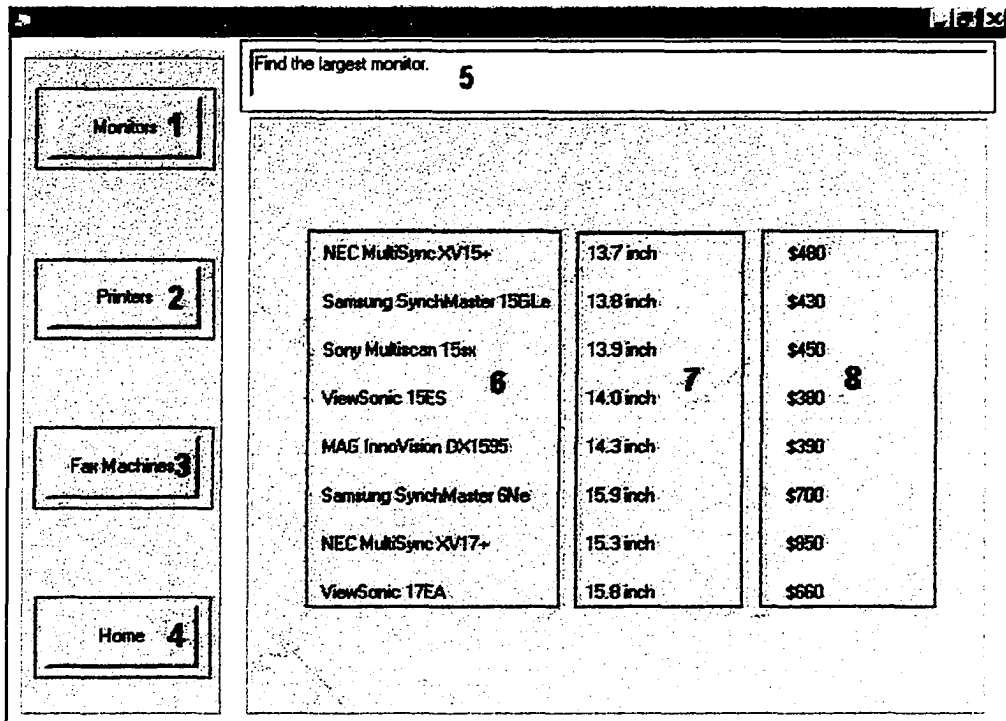 Find the largest monitor. 5
Monitors 1
Printers 2
Fax Machines 3
Home 4
NEC MultiSync XV15+ 13.7 inch $480
Samsung SynchMaster 15GLe 13.8 inch $430
Sony Multiscan 15sx 13.9 inch $450
6 7 8
ViewSonic 15ES 14.0 inch $380
MAG InnoVision DX1595 14.3 inch $390
Samsung SynchMaster 6Ne 15.9 inch $700
NEC MultiSync XV17+ 15.3 inch $850
ViewSonic 17EA 15.8 inch $660